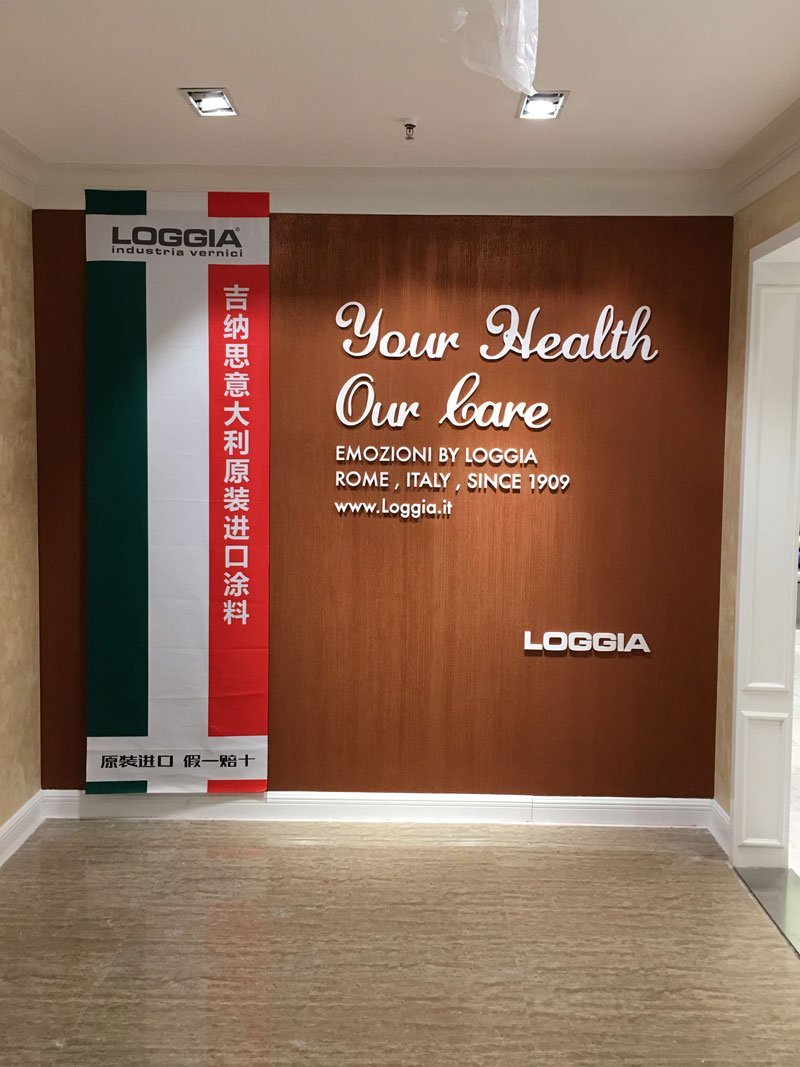 LOGGIA®
industria vernici
吉纳思意大利原装进口涂料
原装进口 假一赔十
Your Health
Our Care
EMOZIONI BY LOGGIA
ROME , ITALY , SINCE 1909
www.Loggia.it
LOGGIA